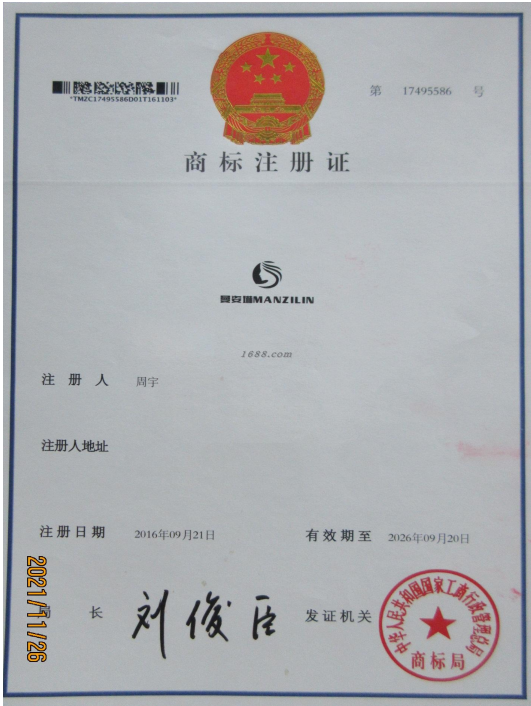 *TMZC17495586D01T161103*
第 17495586 号
商标注册证
曼姿琳MANZILIN
1688.com
注册人 周宇
注册人地址
注册日期 2016年09月21日 有效期至 2026年09月20日
局长 刘俊臣 发证机关
中华人民共和国国家工商行政管理总局
商标局
2021/11/26